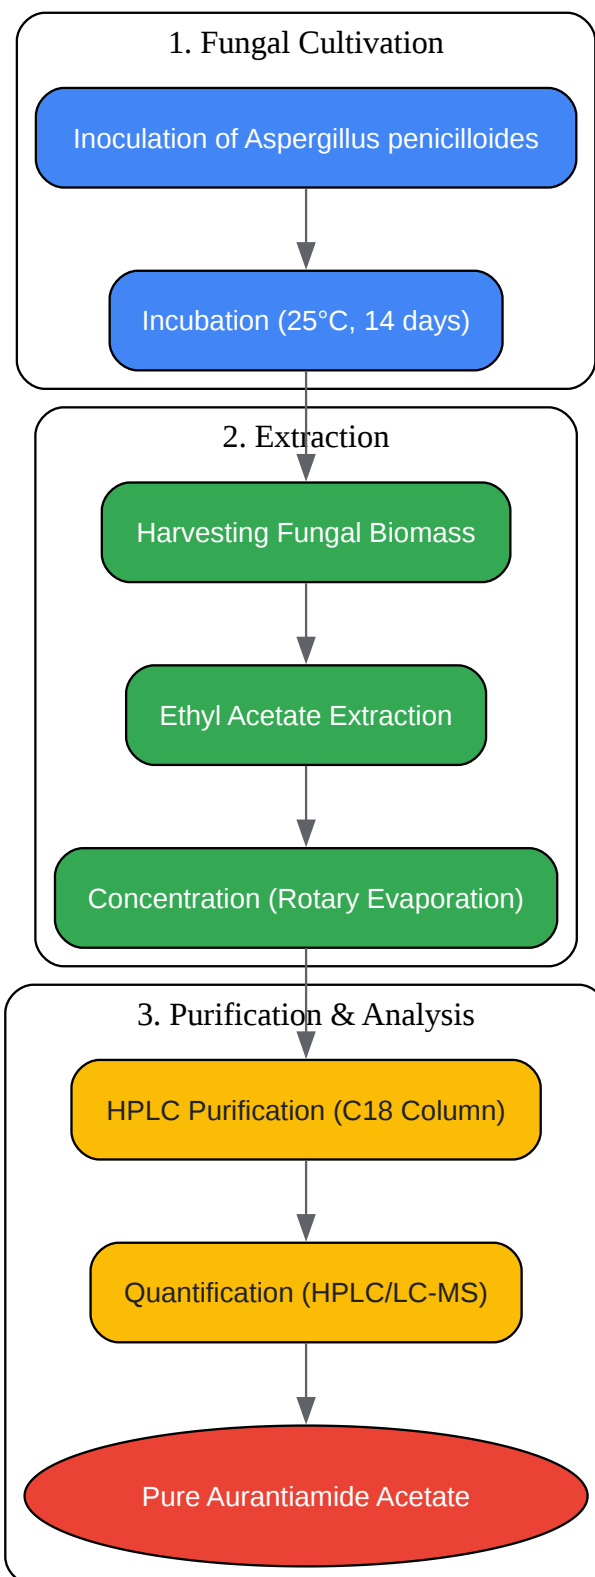 1. Fungal Cultivation
Inoculation of Aspergillus penicilloides
Incubation (25°C, 14 days)
2. Extraction
Harvesting Fungal Biomass
Ethyl Acetate Extraction
Concentration (Rotary Evaporation)
3. Purification & Analysis
HPLC Purification (C18 Column)
Quantification (HPLC/LC-MS)
Pure Aurantiamide Acetate